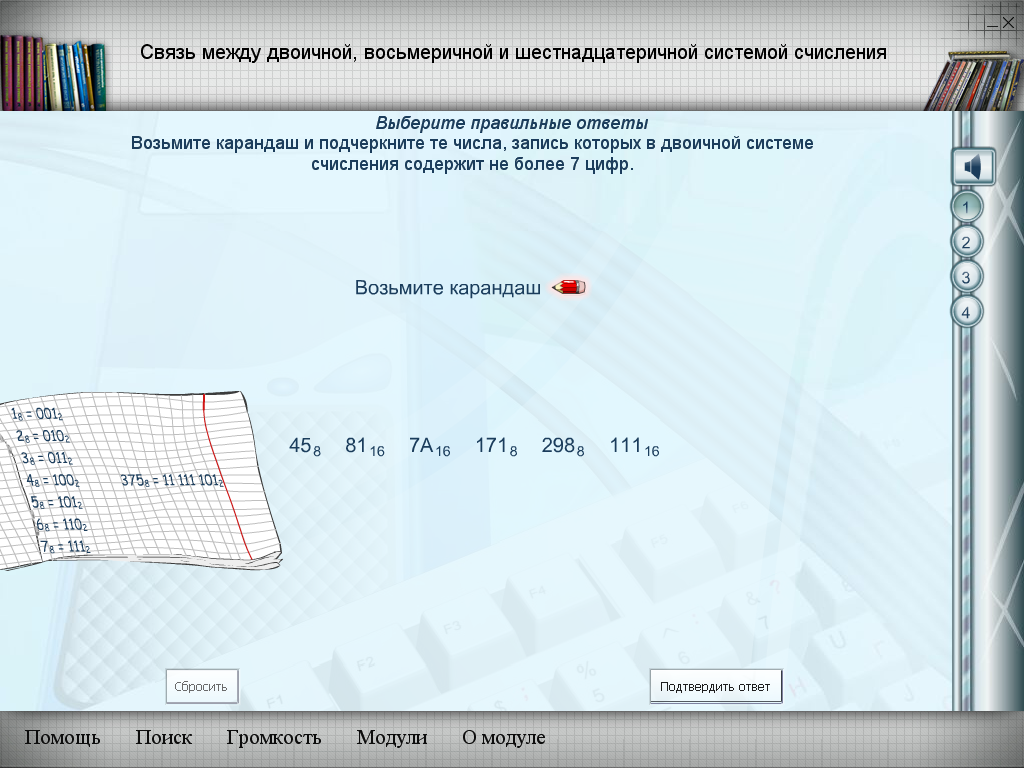 Связь между двоичной, восьмеричной и шестнадцатеричной системой счисления
Выберите правильные ответы
Возьмите карандаш и подчеркните те числа, запись которых в двоичной системе
счисления содержит не более 7 цифр.
1
2
3
4
Возьмите карандаш
1₈ = 001₂
2₈ = 010₂
3₈ = 011₂
4₈ = 100₂
5₈ = 101₂
6₈ = 110₂
7₈ = 111₂
375₈ = 11 111 101₂
45₈ 81₁₆ 7A₁₆ 171₈ 298₈ 111₁₆
Сбросить
Подтвердить ответ
Помощь Поиск Громкость Модули О модуле